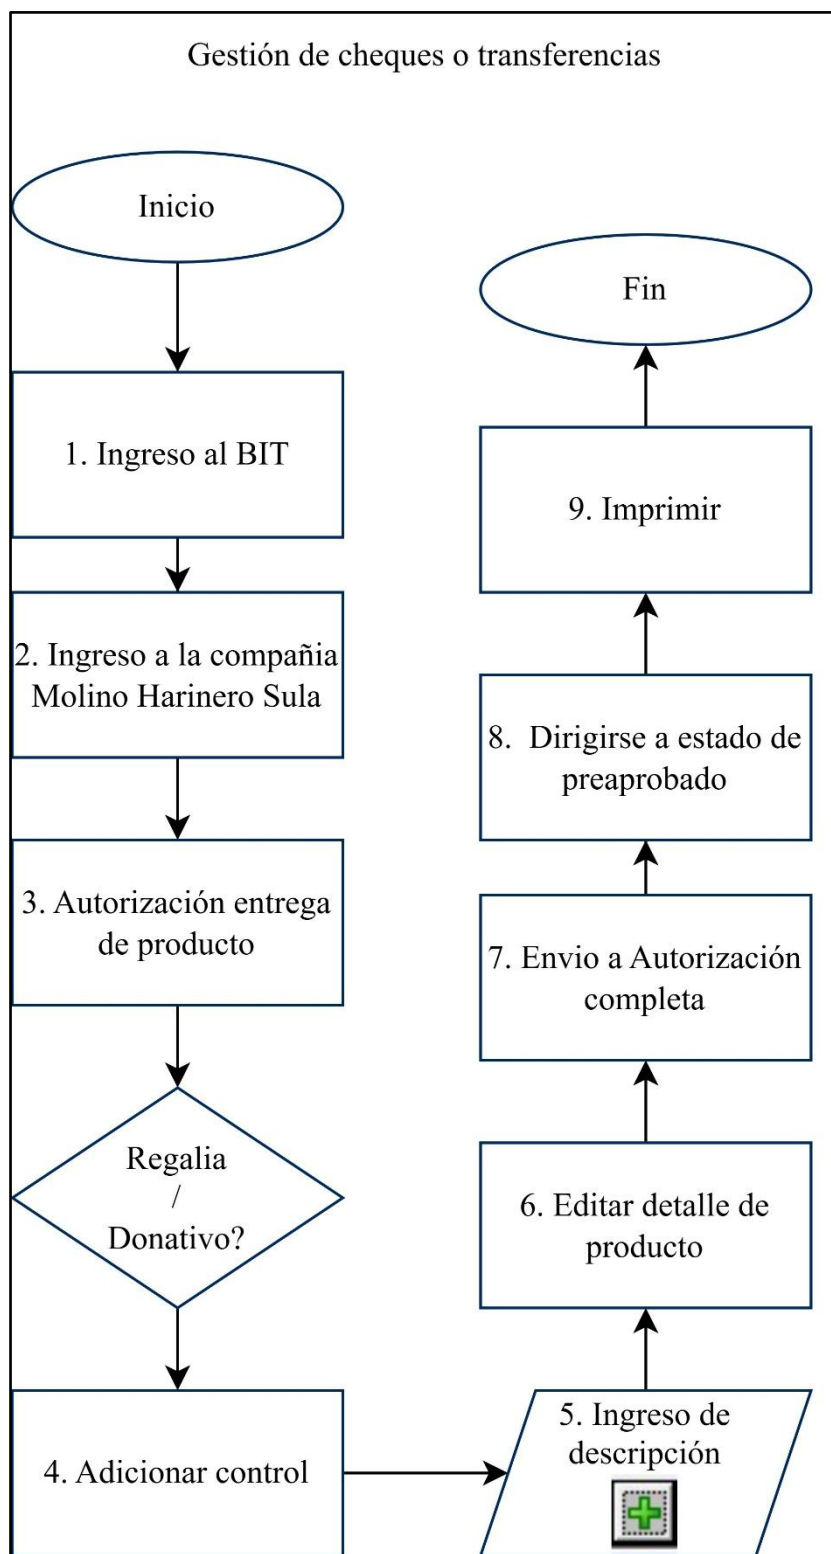 Gestión de cheques o transferencias
Inicio
1. Ingreso al BIT
2. Ingreso a la compañia
Molino Harinero Sula
3. Autorización entrega
de producto
Regalia
/
Donativo?
4. Adicionar control
5. Ingreso de
descripción
6. Editar detalle de
producto
7. Envio a Autorización
completa
8. Dirigirse a estado de
preaprobado
9. Imprimir
Fin